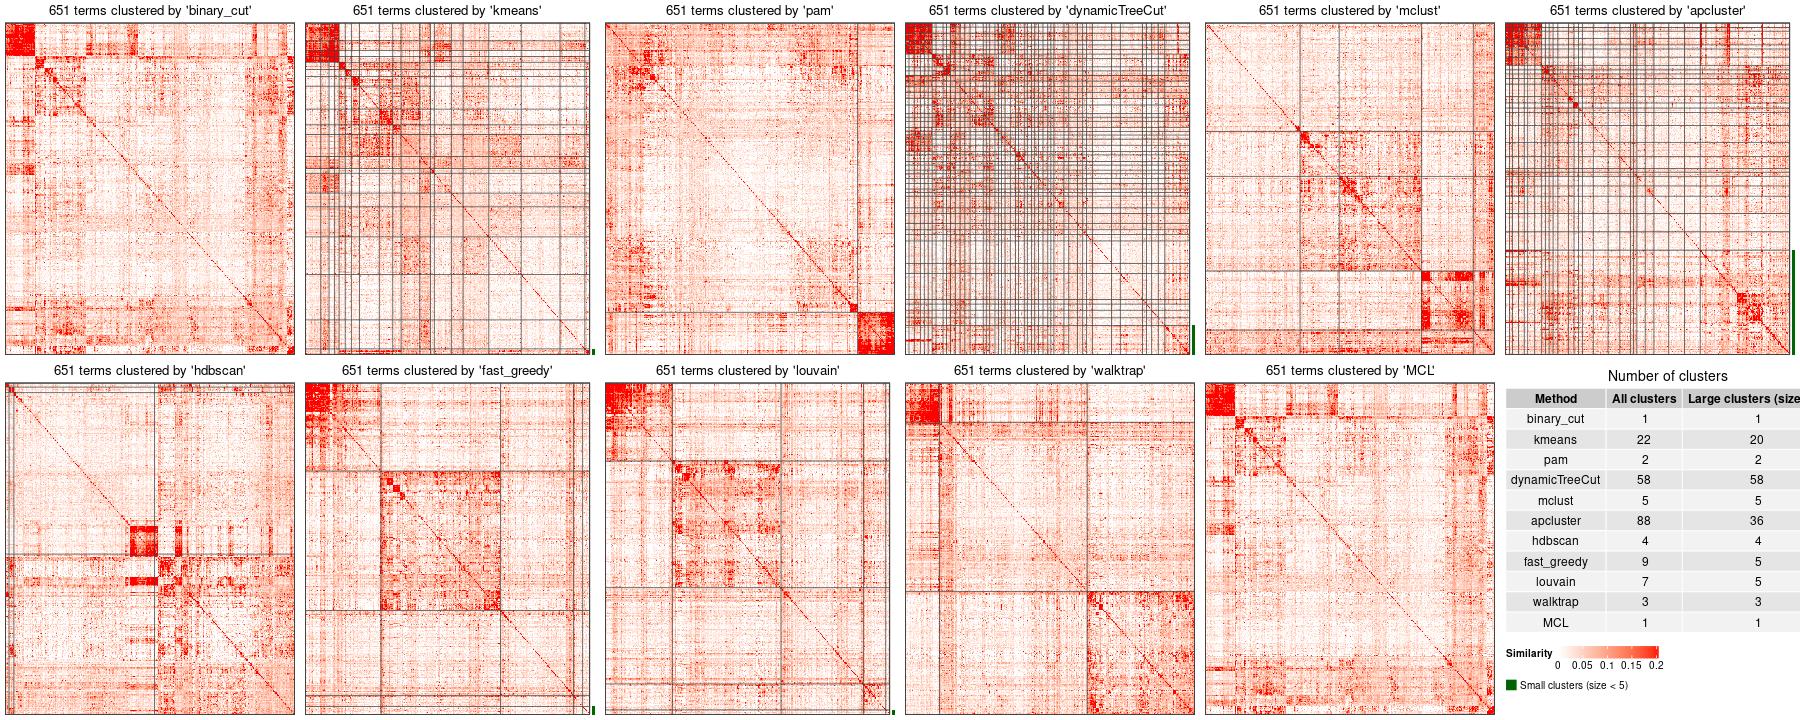 651 terms clustered by 'binary_cut'
651 terms clustered by 'kmeans'
651 terms clustered by 'pam'
651 terms clustered by 'dynamicTreeCut'
651 terms clustered by 'mclust'
651 terms clustered by 'apcluster'
651 terms clustered by 'hdbscan'
651 terms clustered by 'fast_greedy'
651 terms clustered by 'louvain'
651 terms clustered by 'walktrap'
651 terms clustered by 'MCL'
Number of clusters
Method All clusters Large clusters (size
binary_cut 1 1
kmeans 22 20
pam 2 2
dynamicTreeCut 58 58
mclust 5 5
apcluster 88 36
hdbscan 4 4
fast_greedy 9 5
louvain 7 5
walktrap 3 3
MCL 1 1
Similarity
0 0.05 0.1 0.15 0.2
Small clusters (size < 5)